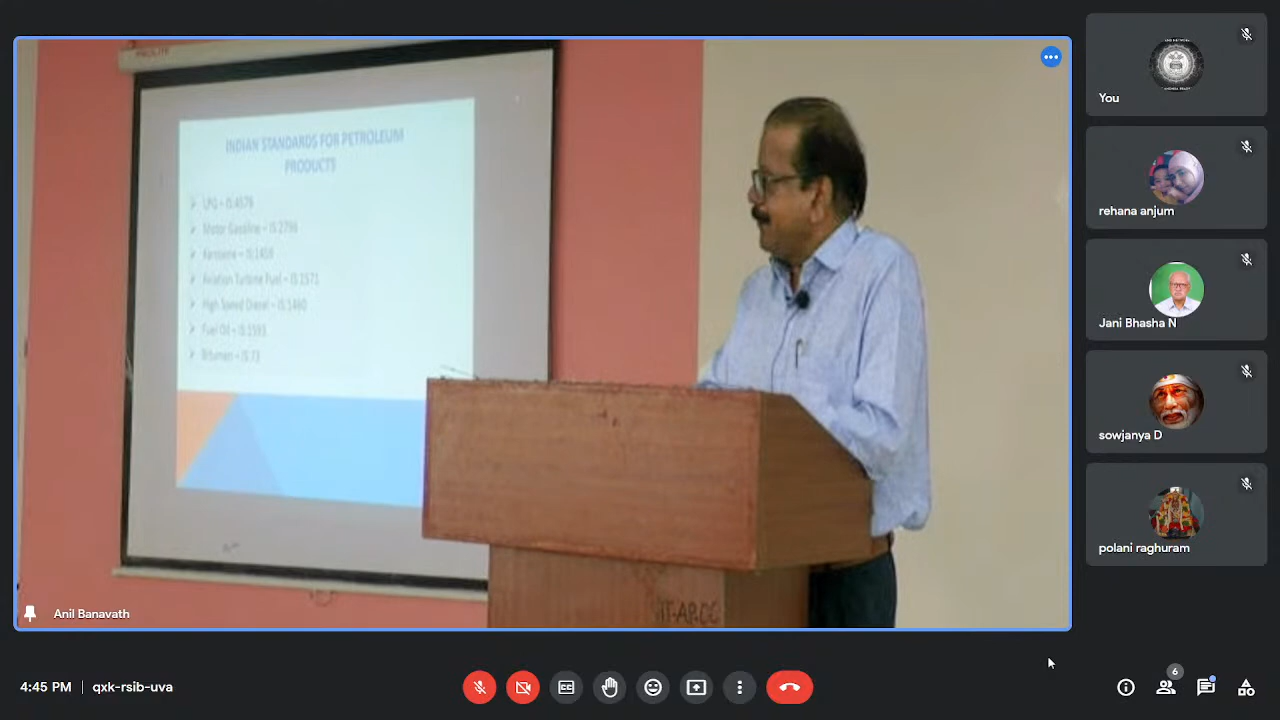 INDIAN STANDARDS FOR PETROLEUM
PRODUCTS
LPG – IS:4576
Motor Gasoline – IS 2796
Kerosene – IS:1459
Aviation Turbine Fuel – IS 1571
High Speed Diesel – IS:1460
Fuel Oil – IS:1593
Bitumen – IS 73
Anil Banavath
You
rehana anjum
Jani Bhasha N
sowjanya D
polani raghuram
4:45 PM | qxk-rsib-uva
6